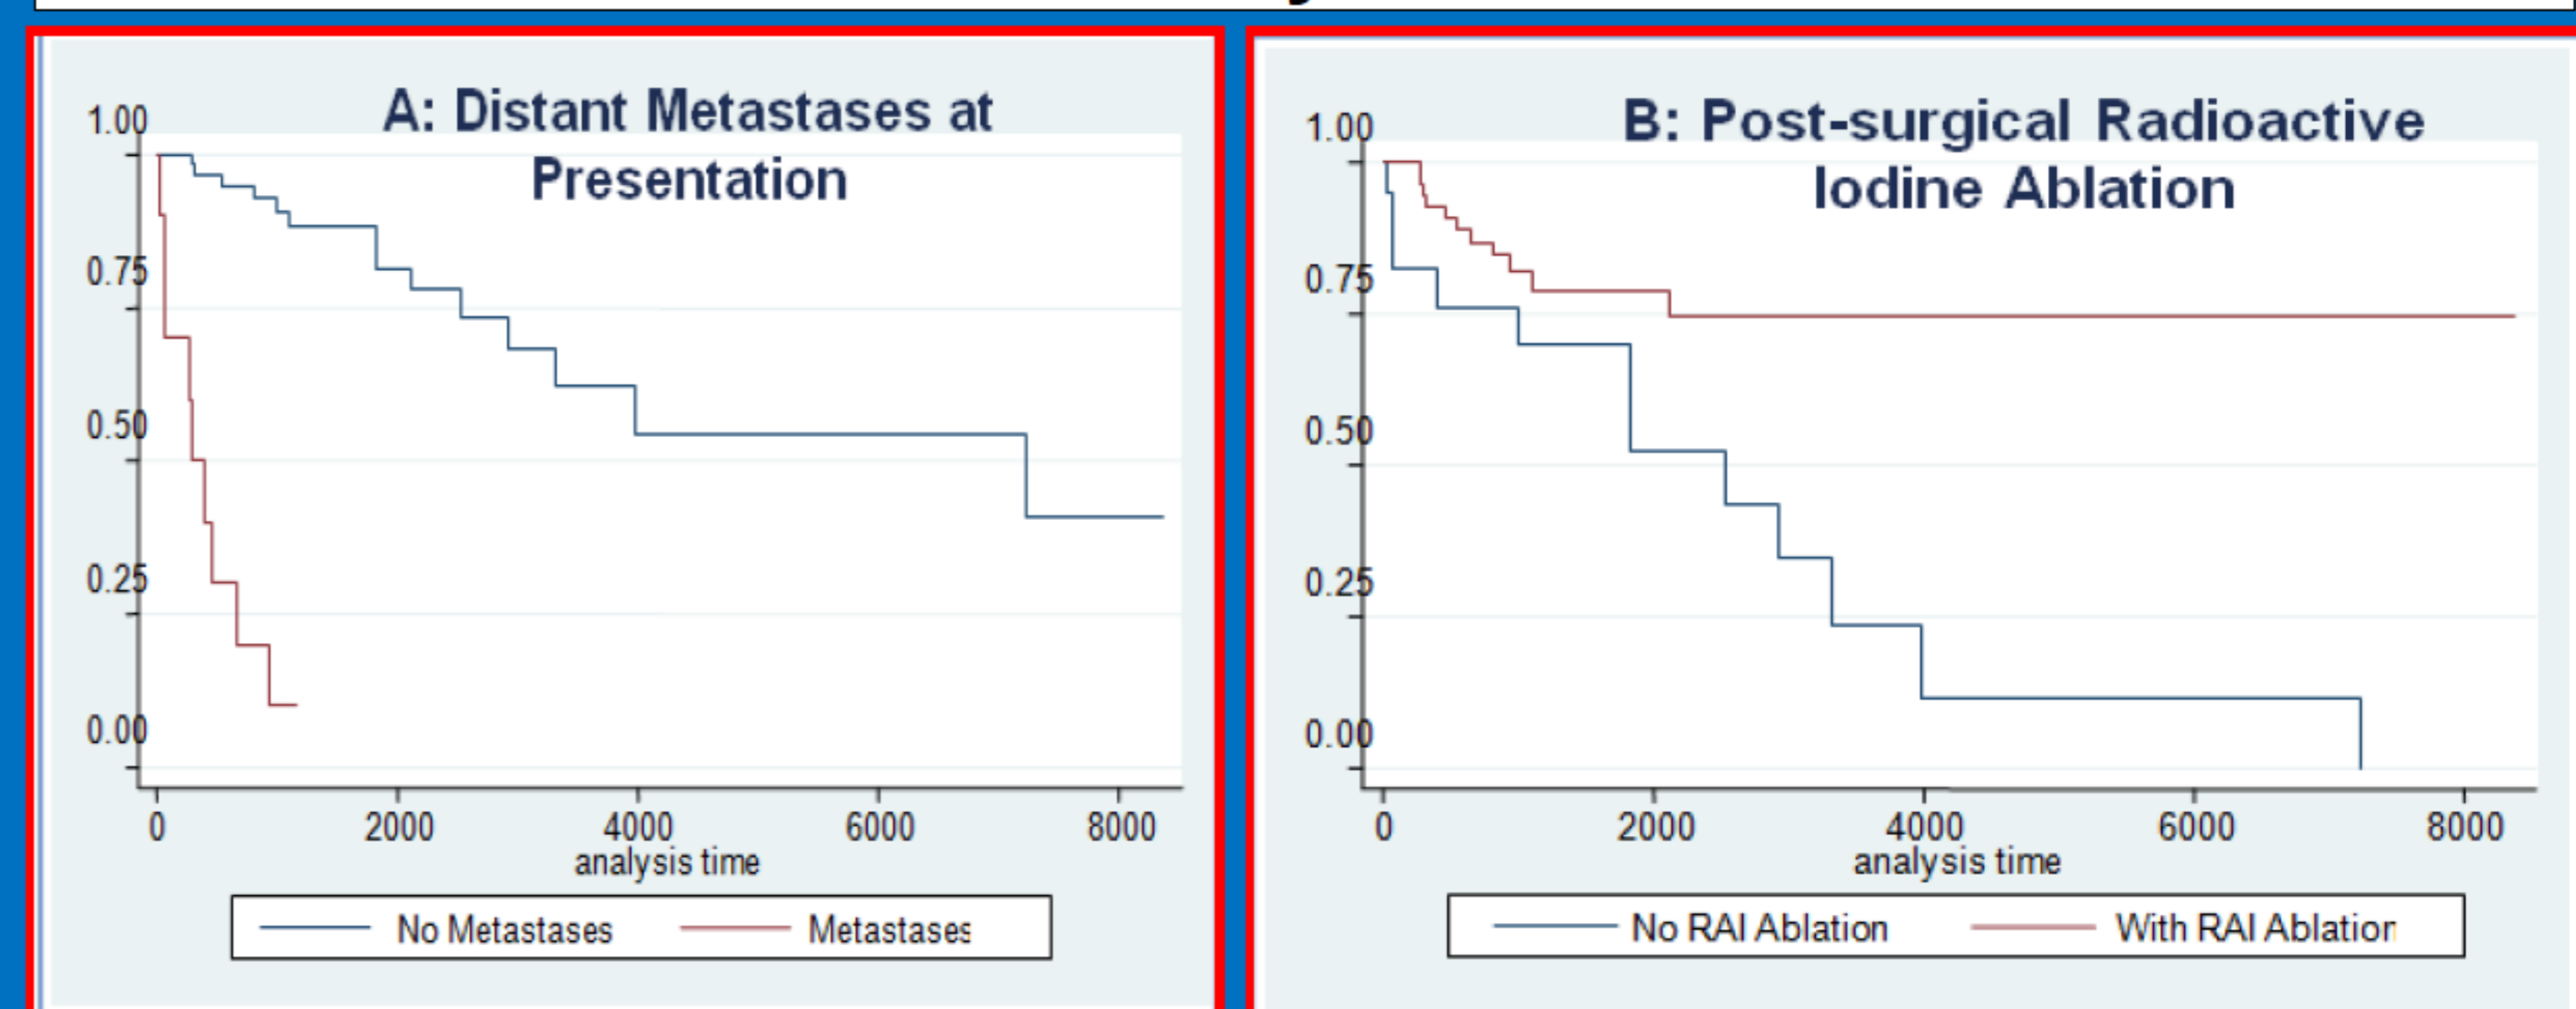 A: Distant Metastases at
Presentation
1.00
0.75
0.50
0.25
0.00
0 2000 4000 6000 8000
analysis time
No Metastases Metastases
B: Post-surgical Radioactive
Iodine Ablation
1.00
0.75
0.50
0.25
0.00
0 2000 4000 6000 8000
analysis time
No RAI Ablation With RAI Ablation